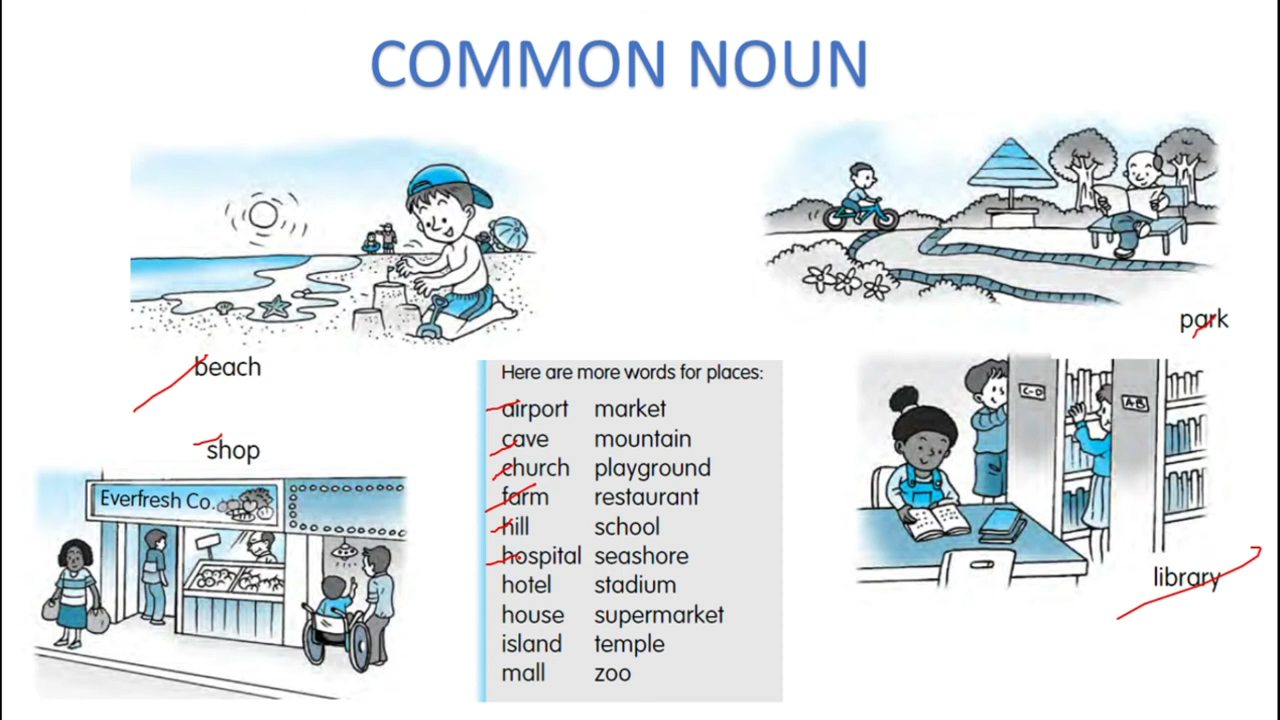 COMMON NOUN
park
beach
shop
Everfresh Co.
Here are more words for places:
airport market
cave mountain
church playground
farm restaurant
hill school
hospital seashore
hotel stadium
house supermarket
island temple
mall zoo
C-D
A-B
library